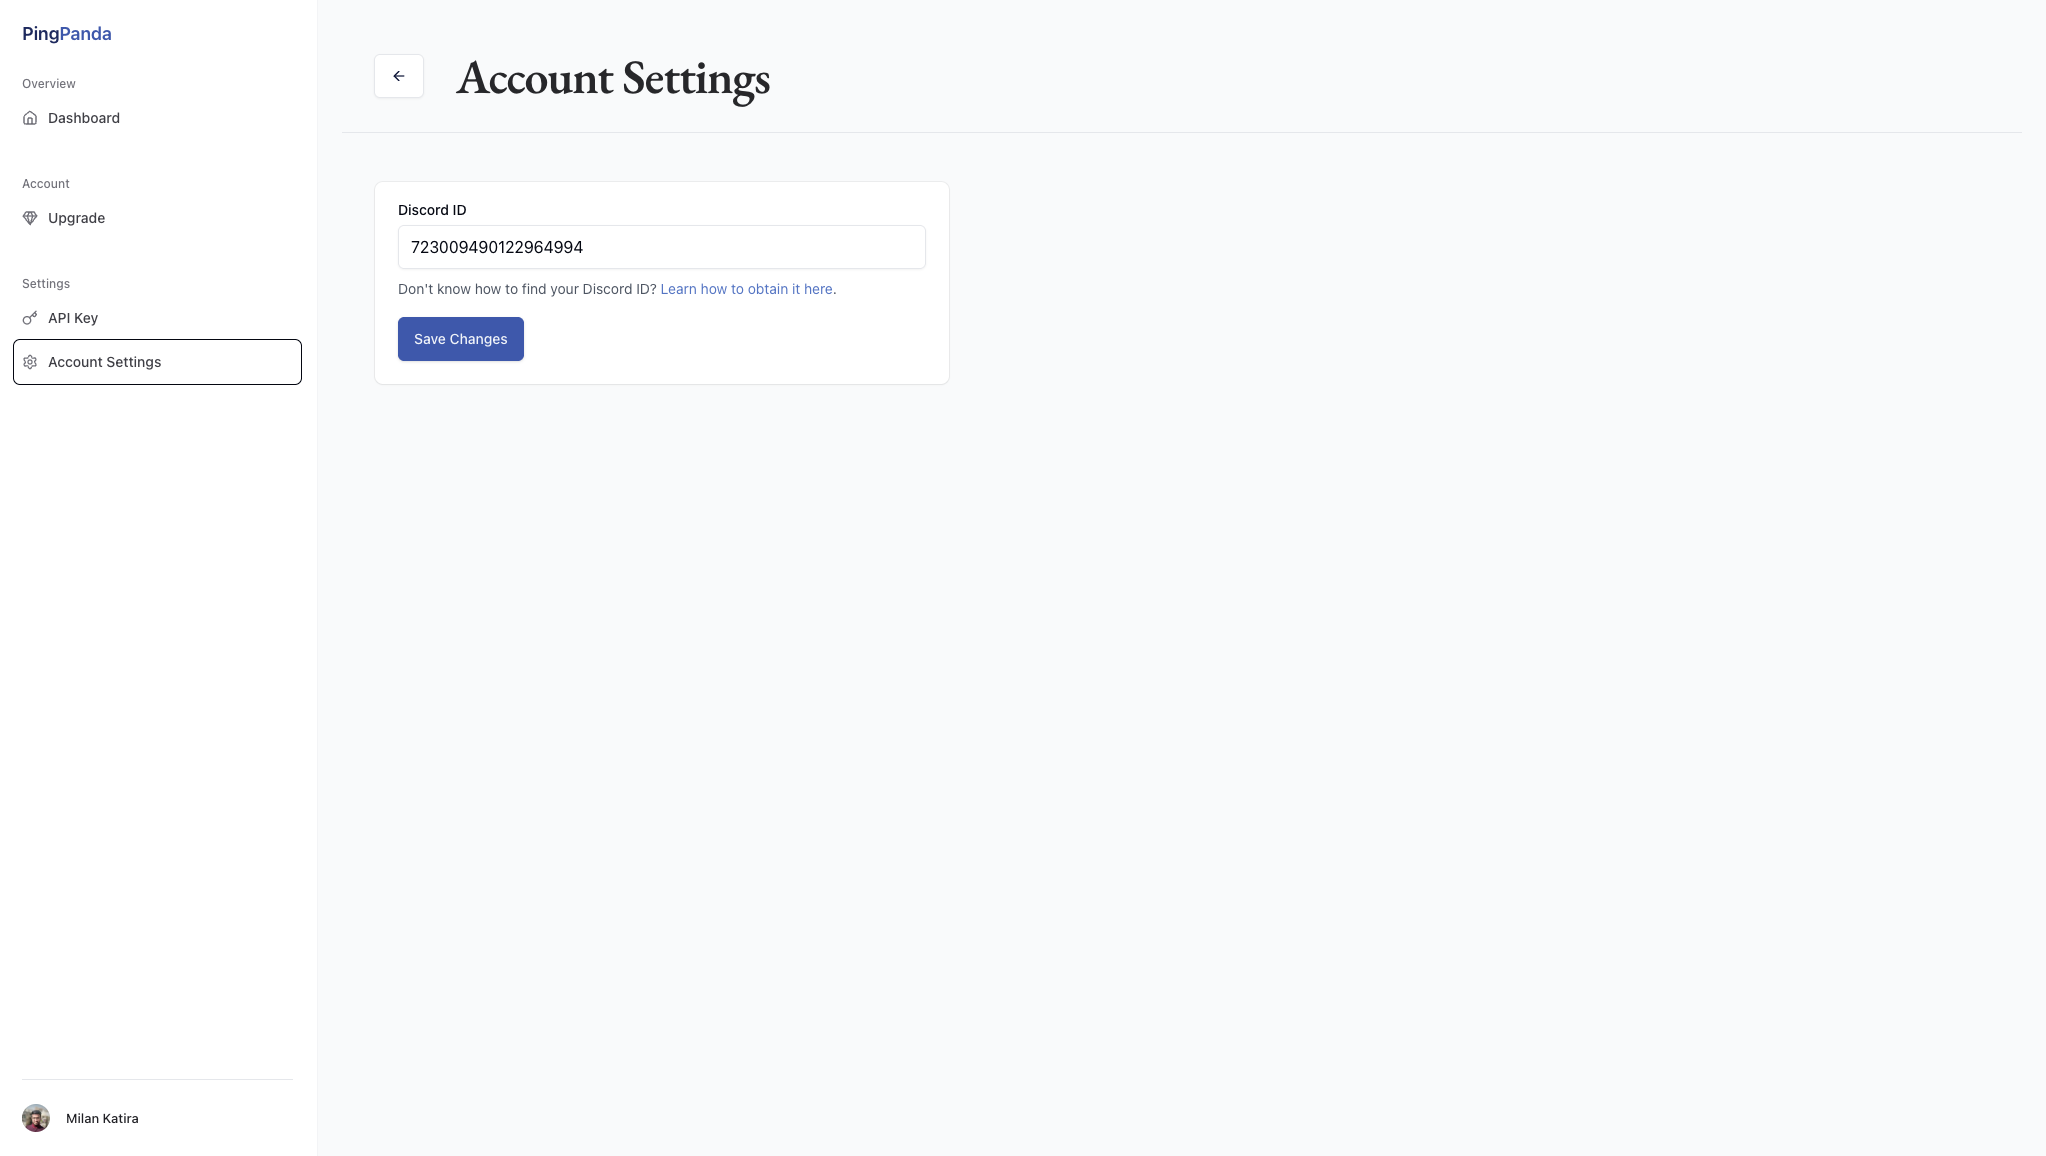 PingPanda
Overview
Dashboard
Account
Upgrade
Settings
API Key
Account Settings
Milan Katira
Account Settings
Discord ID
723009490122964994
Don't know how to find your Discord ID? Learn how to obtain it here.
Save Changes